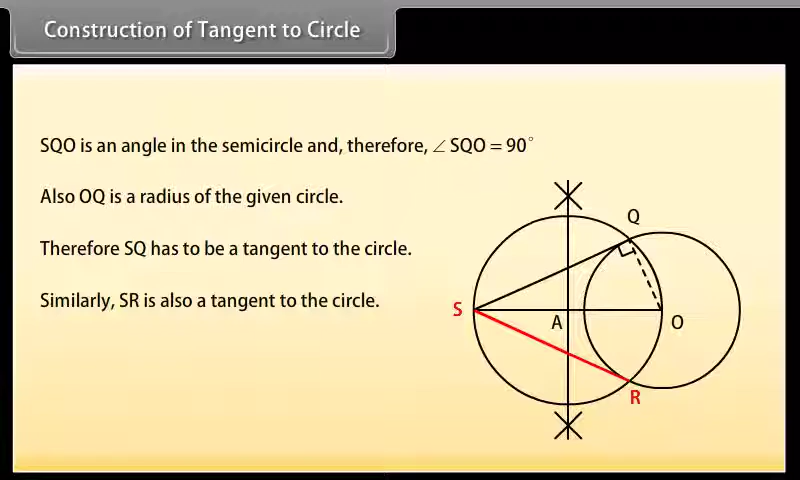 Construction of Tangent to Circle
SQO is an angle in the semicircle and, therefore, ∠ SQO = 90°
Also OQ is a radius of the given circle.
Therefore SQ has to be a tangent to the circle.
Similarly, SR is also a tangent to the circle.
Q
S
A
O
R